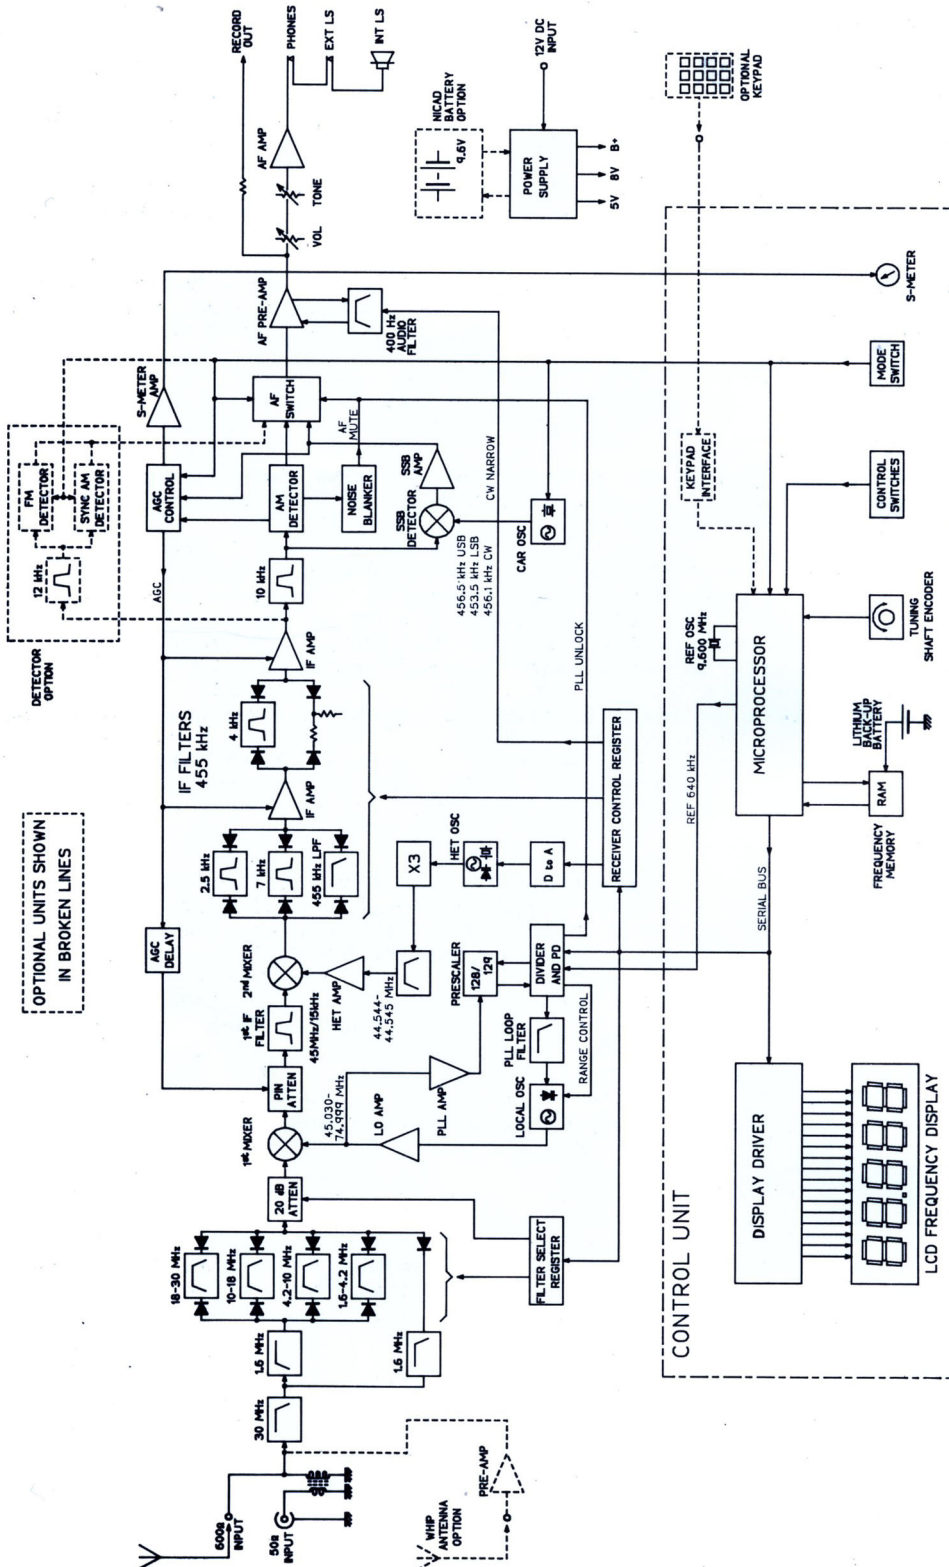 OPTIONAL UNITS SHOWN
IN BROKEN LINES
600Ω
INPUT
50Ω
INPUT
WHIP
ANTENNA
OPTION
PRE-AMP
30 MHz
1.6 MHz
1.6 MHz
18-30 MHz
10-18 MHz
4.2-10 MHz
1.6-4.2 MHz
20 dB
ATTEN
FILTER SELECT
REGISTER
1st MIXER
PIN
ATTEN
1st IF
FILTER
45MHz/15kHz
2nd MIXER
45.030-
74.999 MHz
LO AMP
PLL AMP
LOCAL OSC
PLL LOOP
FILTER
RANGE CONTROL
PRESCALER
128/
129
DIVIDER
AND PD
HET AMP
44.544-
44.545 MHz
X3
HET OSC
D to A
RECEIVER CONTROL REGISTER
AGC
DELAY
2.5 kHz
7 kHz
455 kHz LPF
IF AMP
IF FILTERS
455 kHz
4 kHz
IF AMP
AGC
DETECTOR
OPTION
12 kHz
FM
DETECTOR
SYNC AM
DETECTOR
AGC
CONTROL
S-METER
AMP
10 kHz
AM
DETECTOR
NOISE
BLANKER
AF
MUTE
SSB
DETECTOR
SSB
AMP
AF
SWITCH
CAR OSC
456.5 kHz USB
453.5 kHz LSB
456.1 kHz CW
CW NARROW
PLL UNLOCK
AF PRE-AMP
400 Hz
AUDIO
FILTER
VOL
TONE
AF AMP
RECORD
OUT
PHONES
EXT LS
INT LS
NICAD
BATTERY
OPTION
9.6V
POWER
SUPPLY
12V DC
INPUT
5V
8V
B+
OPTIONAL
KEYPAD
KEYPAD
INTERFACE
S-METER
MODE
SWITCH
CONTROL
SWITCHES
TUNING
SHAFT ENCODER
REF OSC
9.600 MHz
MICROPROCESSOR
REF 640 kHz
SERIAL BUS
LITHIUM
BACK-UP
BATTERY
RAM
FREQUENCY
MEMORY
CONTROL UNIT
DISPLAY DRIVER
LCD FREQUENCY DISPLAY